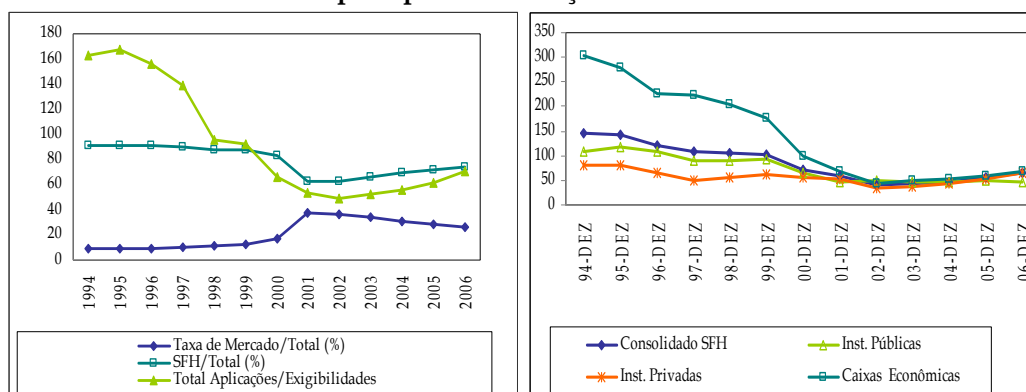 180
160
140
120
100
80
60
40
20
0
1994
1995
1996
1997
1998
1999
2000
2001
2002
2003
2004
2005
2006
Taxa de Mercado/Total (%)
SFH/Total (%)
Total Aplicações/Exigibilidades
350
300
250
200
150
100
50
0
94-DEZ
95-DEZ
96-DEZ
97-DEZ
98-DEZ
99-DEZ
00-DEZ
01-DEZ
02-DEZ
03-DEZ
04-DEZ
05-DEZ
06-DEZ
Consolidado SFH
Inst. Públicas
Inst. Privadas
Caixas Econômicas